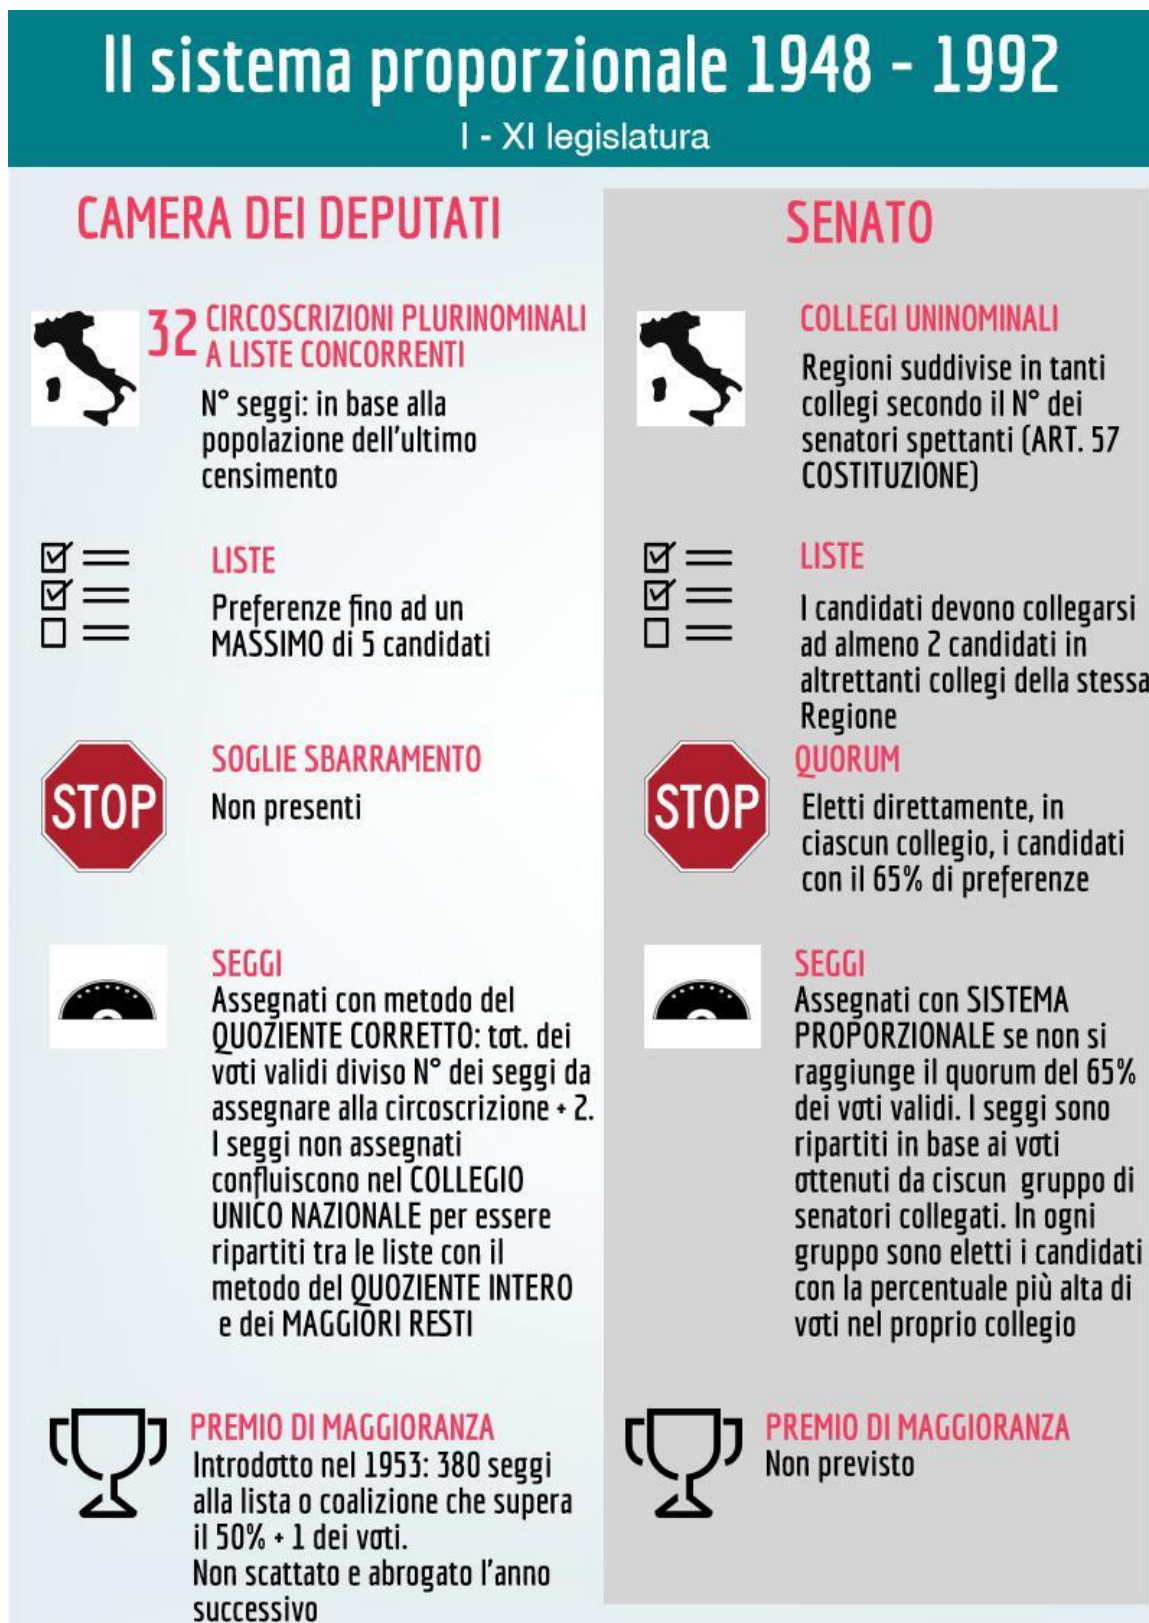 Il sistema proporzionale 1948 - 1992
I - XI legislatura
CAMERA DEI DEPUTATI
32 CIRCOSCRIZIONI PLURINOMINALI
A LISTE CONCORRENTI
N° seggi: in base alla
popolazione dell'ultimo
censimento
LISTE
Preferenze fino ad un
MASSIMO di 5 candidati
STOP
SOGLIE SBARRAMENTO
Non presenti
SEGGI
Assegnati con metodo del
QUOZIENTE CORRETTO: tot. dei
voti validi diviso N° dei seggi da
assegnare alla circoscrizione + 2.
I seggi non assegnati
confluiscono nel COLLEGIO
UNICO NAZIONALE per essere
ripartiti tra le liste con il
metodo del QUOZIENTE INTERO
e dei MAGGIORI RESTI
PREMIO DI MAGGIORANZA
Introdotto nel 1953: 380 seggi
alla lista o coalizione che supera
il 50% + 1 dei voti.
Non scattato e abrogato l'anno
successivo
SENATO
COLLEGI UNINOMINALI
Regioni suddivise in tanti
collegi secondo il N° dei
senatori spettanti (ART. 57
COSTITUZIONE)
LISTE
I candidati devono collegarsi
ad almeno 2 candidati in
altrettanti collegi della stessa
Regione
STOP
QUORUM
Eletti direttamente, in
ciascun collegio, i candidati
con il 65% di preferenze
SEGGI
Assegnati con SISTEMA
PROPORZIONALE se non si
raggiunge il quorum del 65%
dei voti validi. I seggi sono
ripartiti in base ai voti
ottenuti da ciscun gruppo di
senatori collegati. In ogni
gruppo sono eletti i candidati
con la percentuale più alta di
voti nel proprio collegio
PREMIO DI MAGGIORANZA
Non previsto